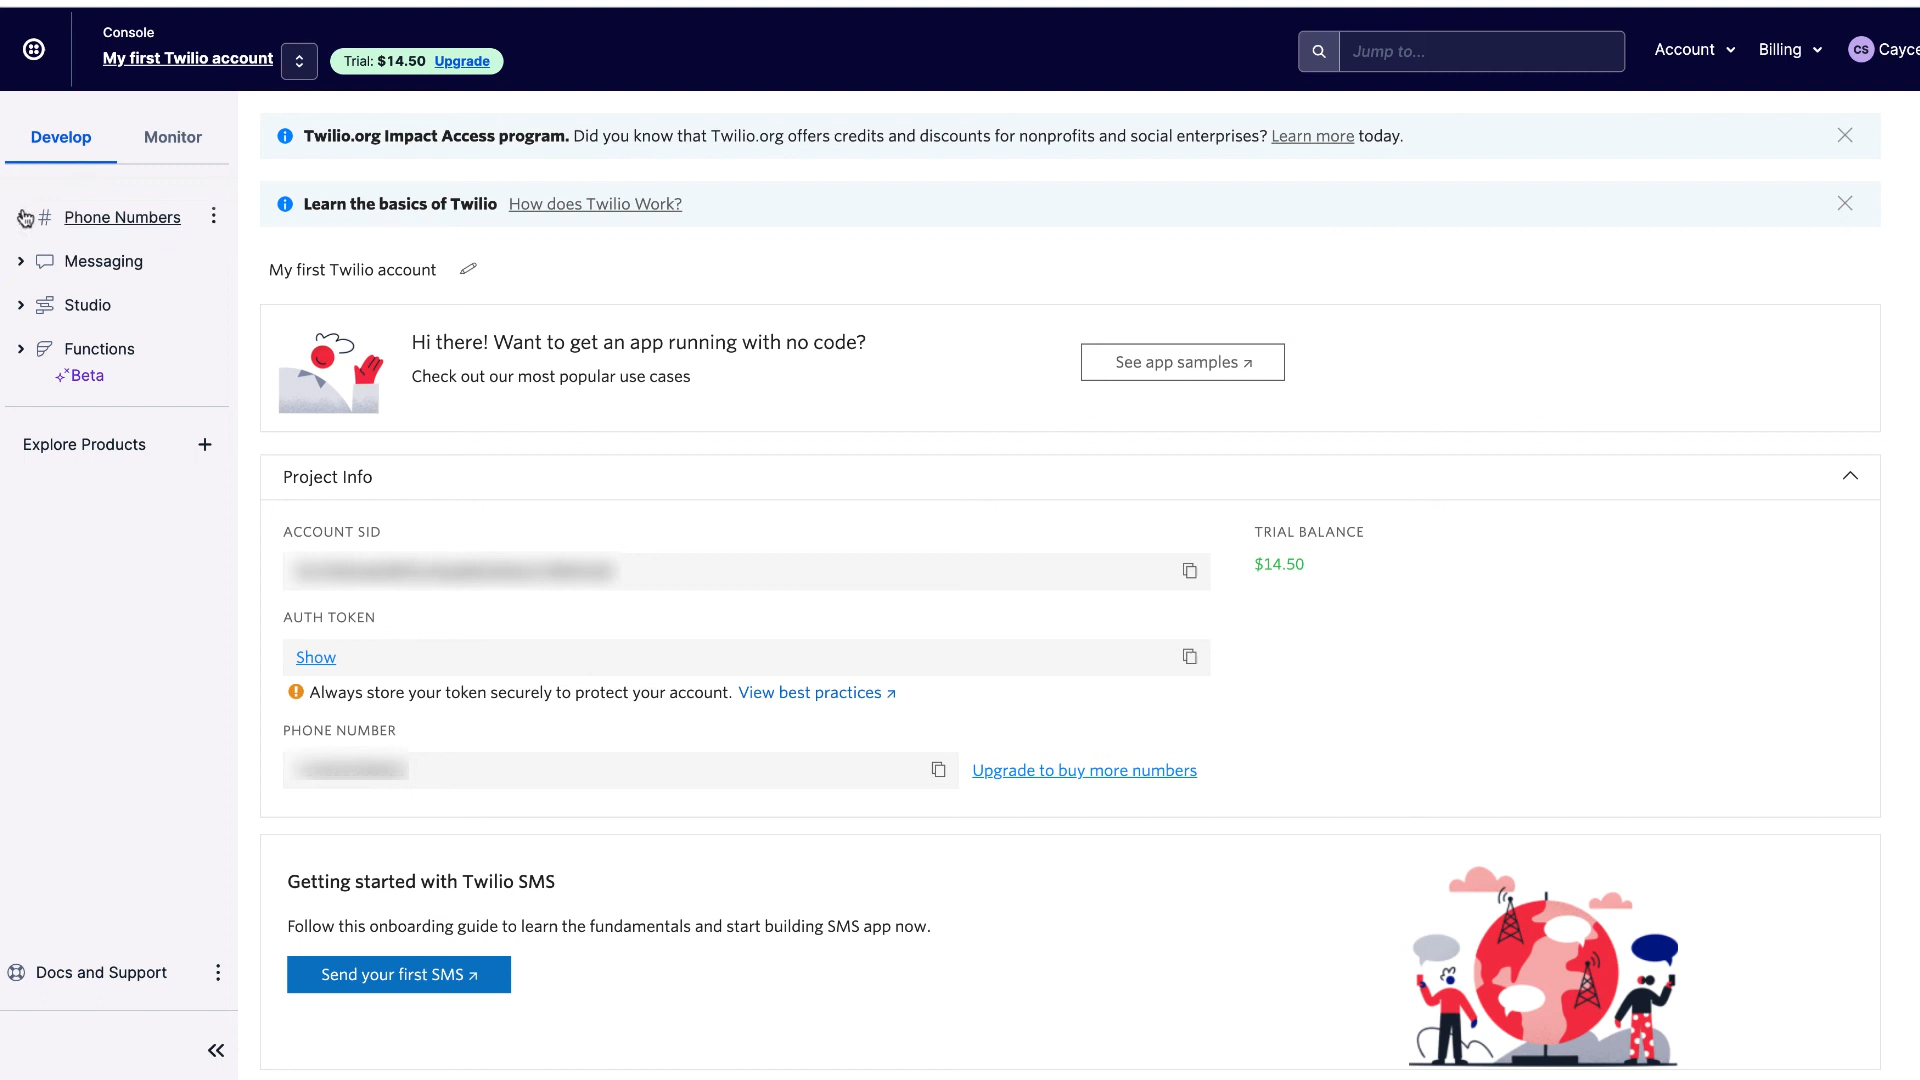 Console
My first Twilio account
Trial: $14.50 Upgrade
Jump to...
Account
Billing
CS
Develop
Monitor
Phone Numbers
Messaging
Studio
Functions
Beta
Explore Products
Docs and Support
Twilio.org Impact Access program. Did you know that Twilio.org offers credits and discounts for nonprofits and social enterprises? Learn more today.
Learn the basics of Twilio How does Twilio Work?
My first Twilio account
Hi there! Want to get an app running with no code?
Check out our most popular use cases
See app samples
Project Info
ACCOUNT SID
TRIAL BALANCE
$14.50
AUTH TOKEN
Show
Always store your token securely to protect your account. View best practices
PHONE NUMBER
Upgrade to buy more numbers
Getting started with Twilio SMS
Follow this onboarding guide to learn the fundamentals and start building SMS app now.
Send your first SMS